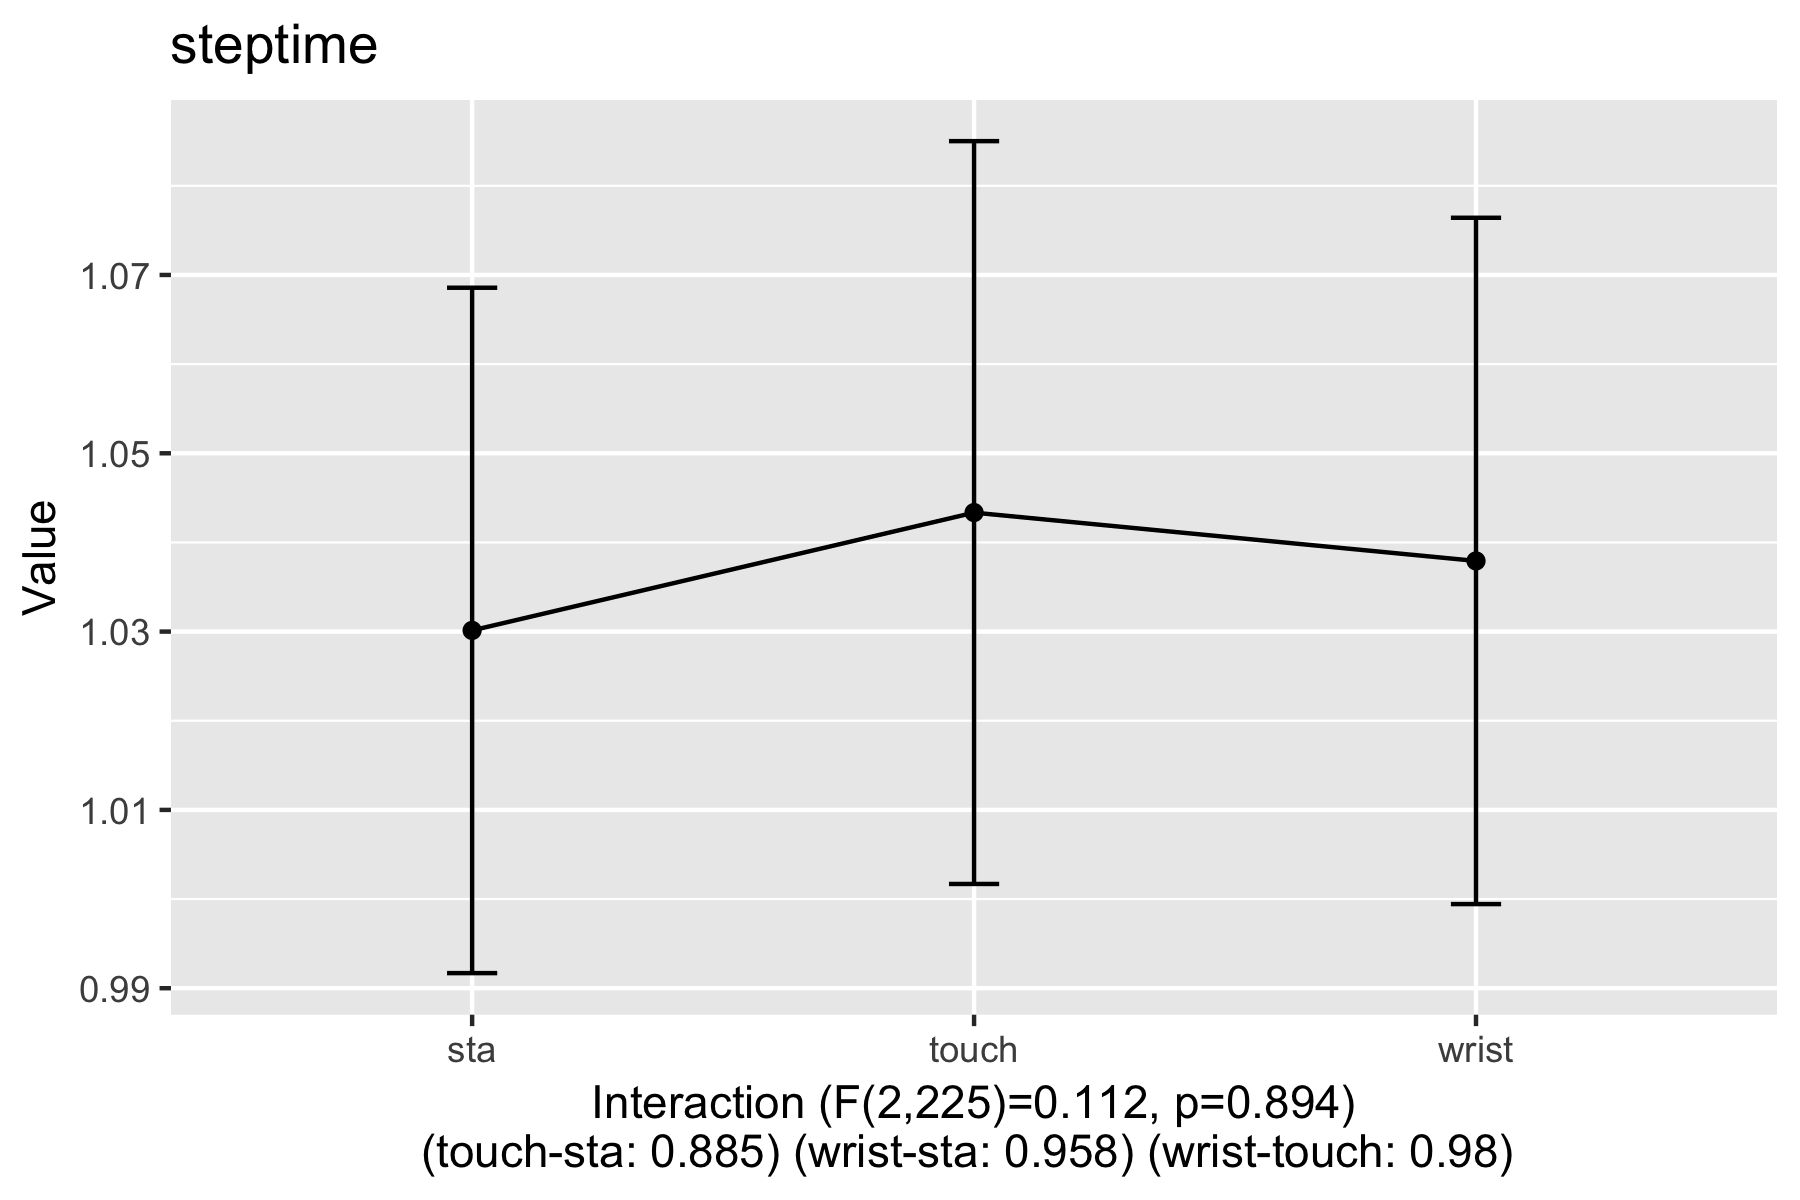 steptime
Value
1.07
1.05
1.03
1.01
0.99
sta touch wrist
Interaction (F(2,225)=0.112, p=0.894)
(touch-sta: 0.885) (wrist-sta: 0.958) (wrist-touch: 0.98)